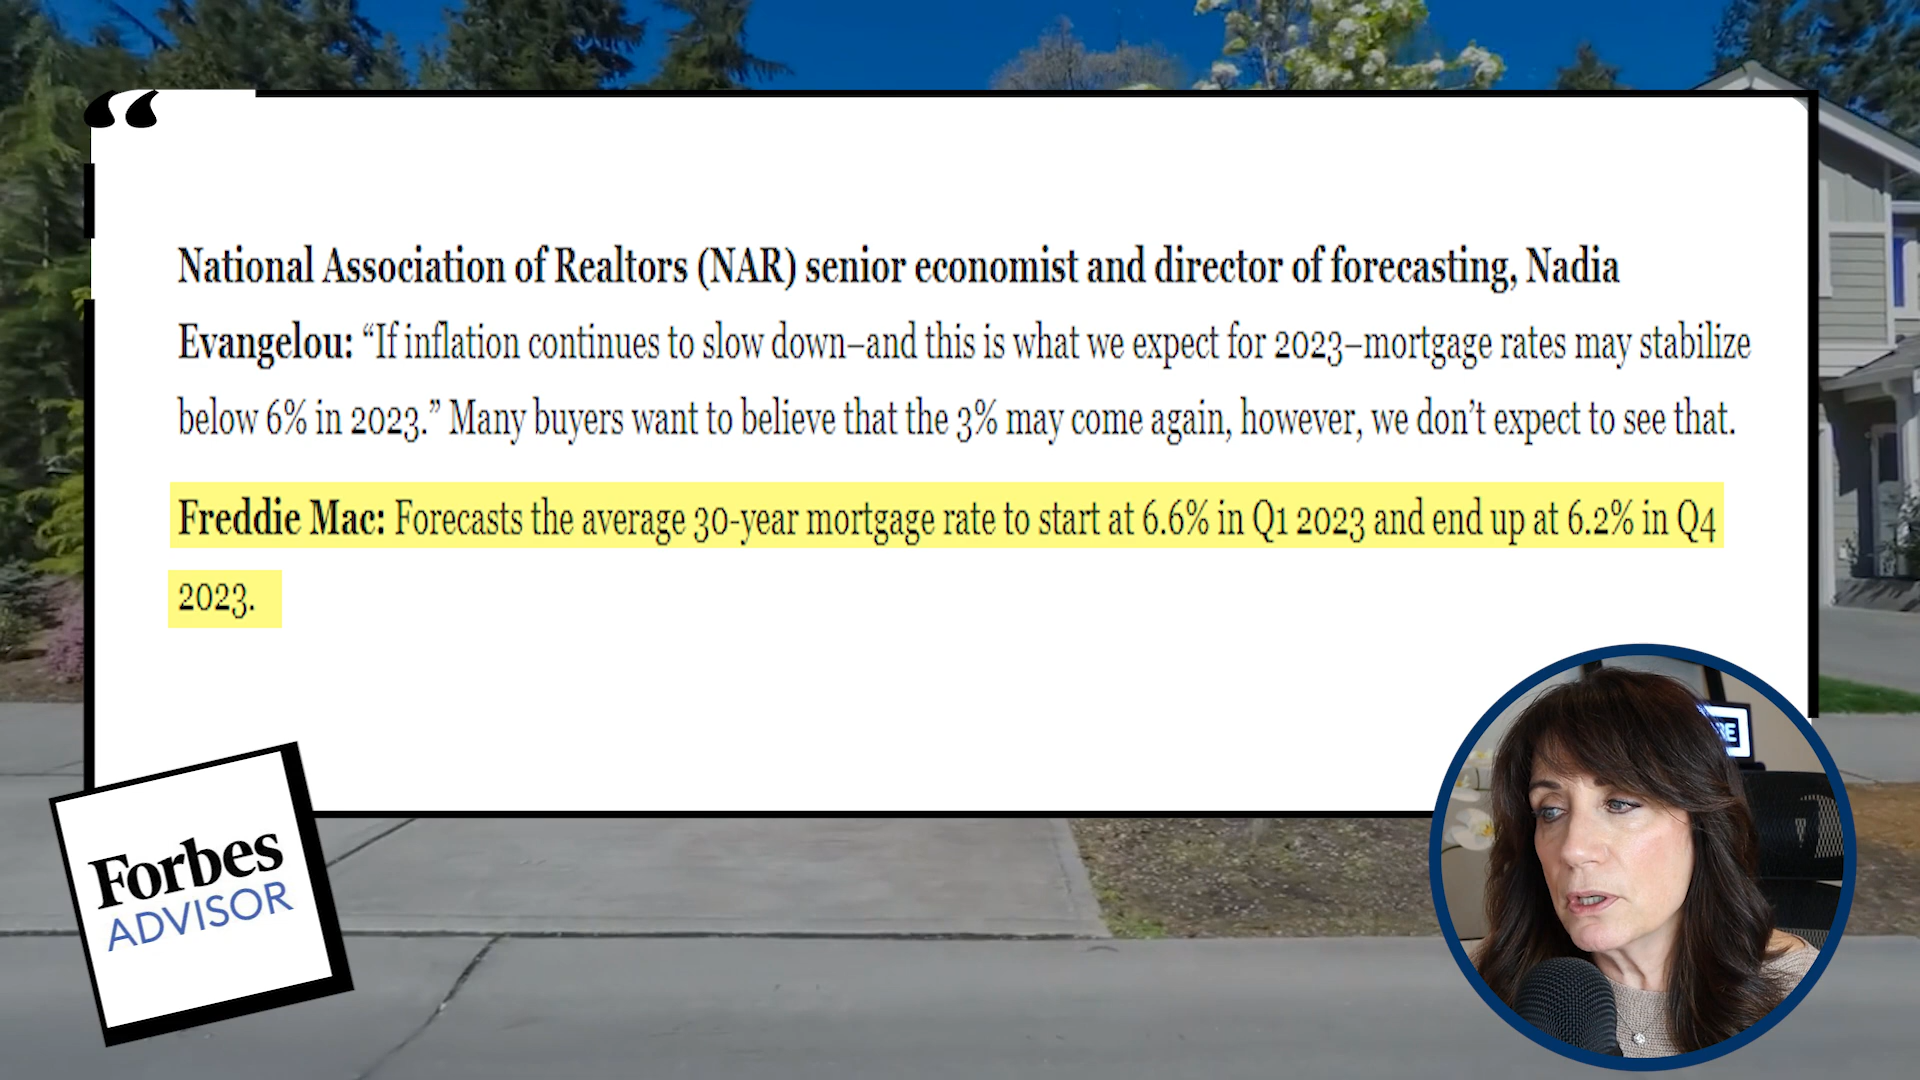 “
National Association of Realtors (NAR) senior economist and director of forecasting, Nadia
Evangelou: “If inflation continues to slow down–and this is what we expect for 2023–mortgage rates may stabilize
below 6% in 2023.” Many buyers want to believe that the 3% may come again, however, we don’t expect to see that.
Freddie Mac: Forecasts the average 30-year mortgage rate to start at 6.6% in Q1 2023 and end up at 6.2% in Q4
2023.
Forbes
ADVISOR